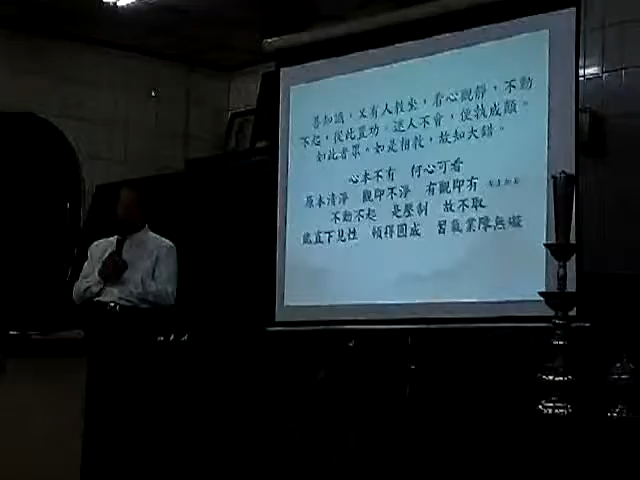 善知識，又有人教坐，看心觀靜，不動
不起，從此置功。迷人不會，便執成顛。
如此者眾。如是相教，故知大錯。
心本不有 何心可看
原本清淨 觀即不淨 有觀即有
不動不起 是壓制 故不取
直下見性 頓得圓成 習氣業障無礙